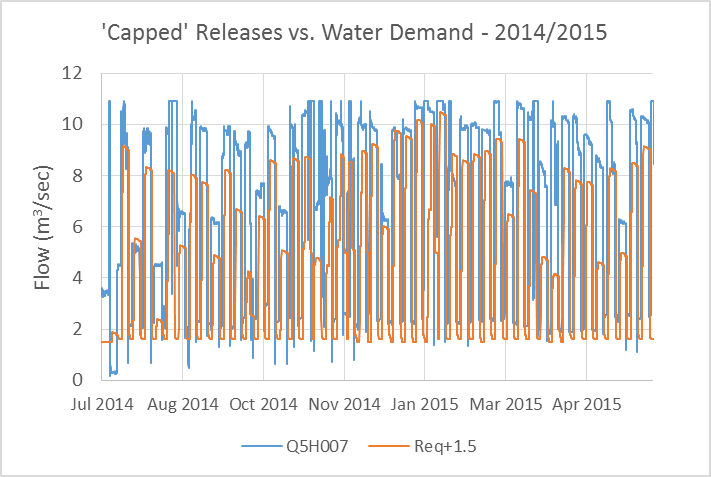 'Capped' Releases vs. Water Demand - 2014/2015
Flow (m³/sec)
12
10
8
6
4
2
0
Jul 2014 Aug 2014 Oct 2014 Nov 2014 Jan 2015 Mar 2015 Apr 2015
Q5H007 Req+1.5